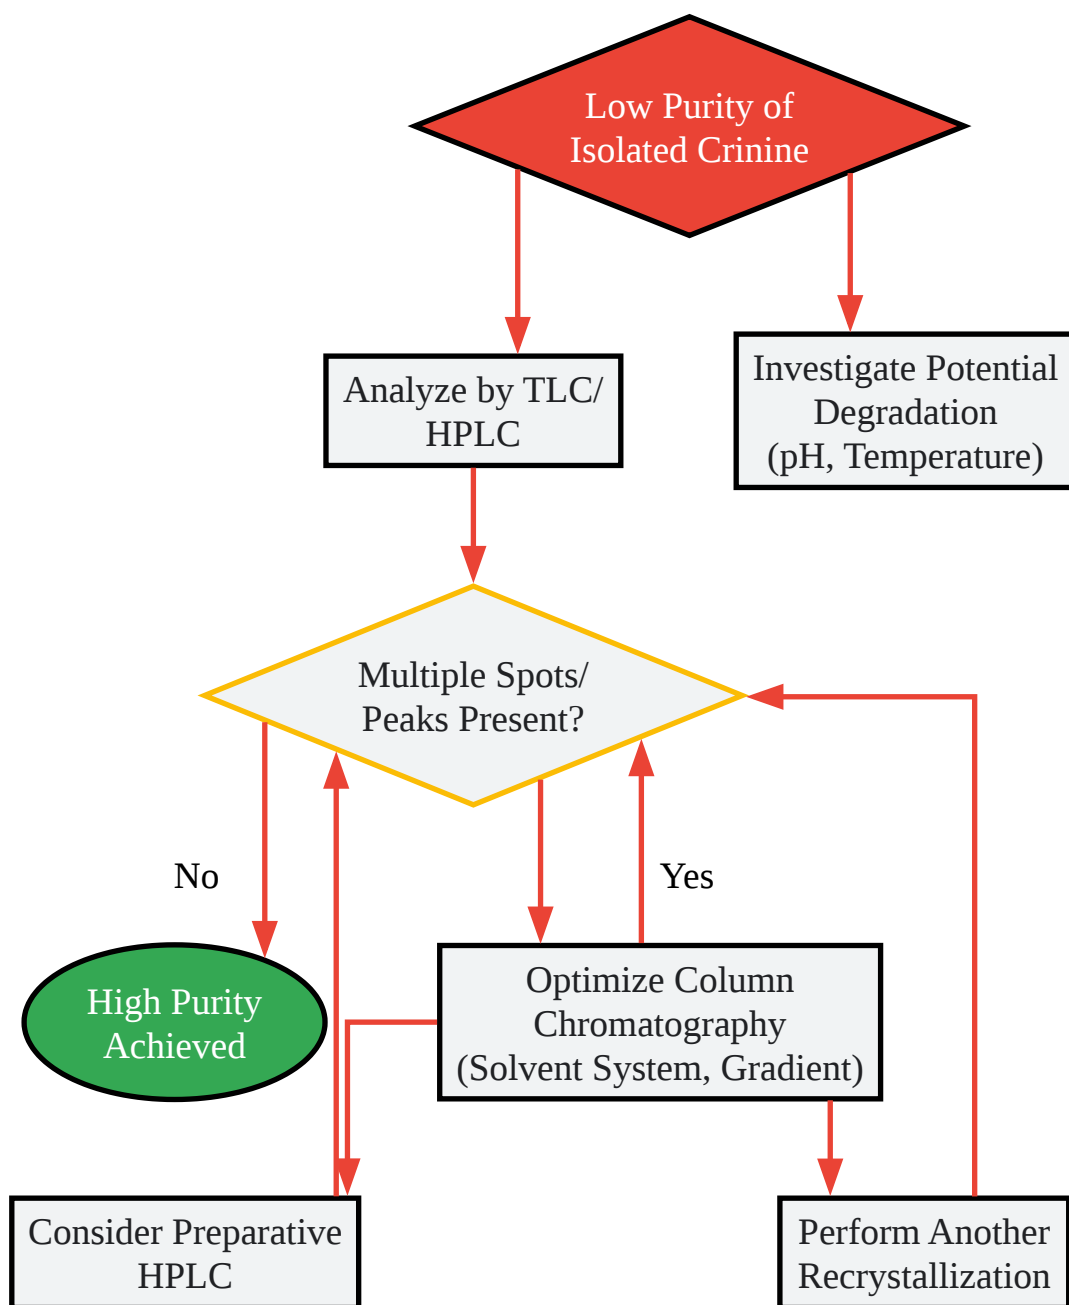 Low Purity of
Isolated Crinine
Analyze by TLC/
HPLC
Investigate Potential
Degradation
(pH, Temperature)
Multiple Spots/
Peaks Present?
No
Yes
High Purity
Achieved
Optimize Column
Chromatography
(Solvent System, Gradient)
Consider Preparative
HPLC
Perform Another
Recrystallization